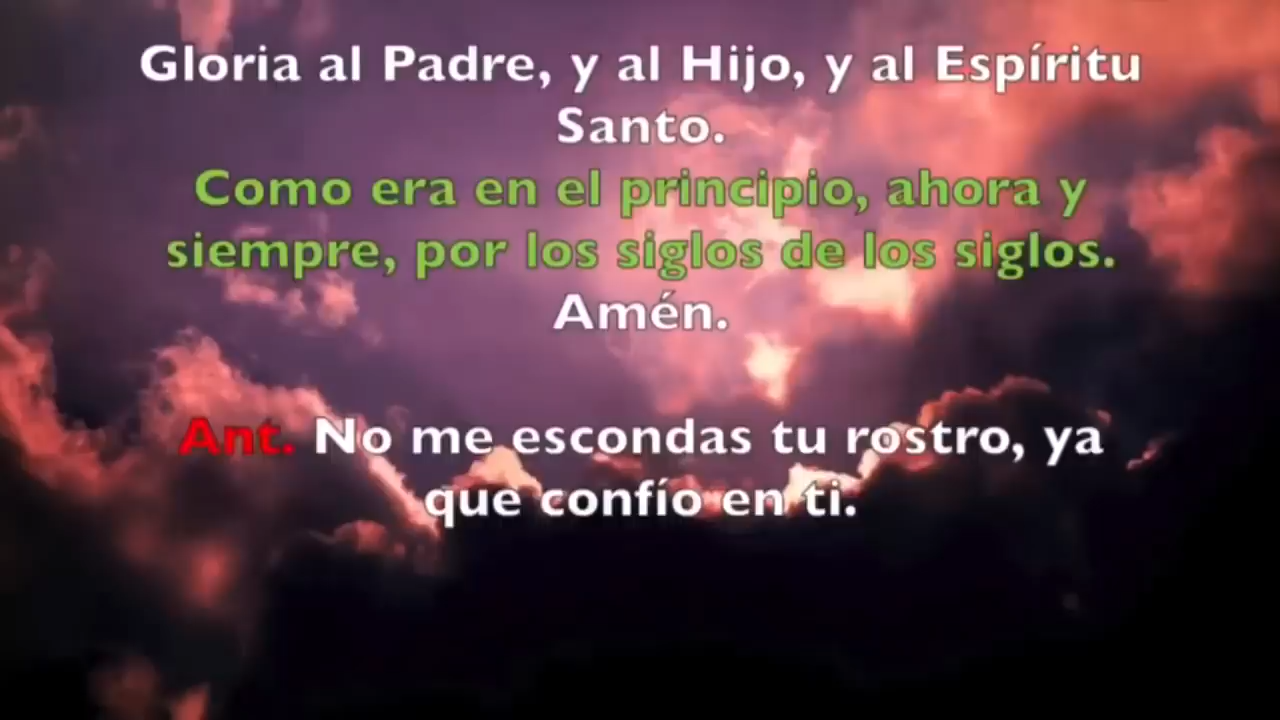 Gloria al Padre, y al Hijo, y al Espíritu
Santo.
Como era en el principio, ahora y
siempre, por los siglos de los siglos.
Amén.
Ant. No me escondas tu rostro, ya
que confío en ti.